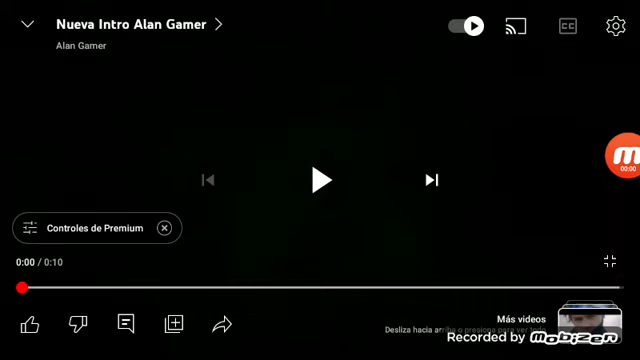 Nueva Intro Alan Gamer
Alan Gamer
CC
00:00
Controles de Premium
0:00 / 0:10
Más videos
Desliza hacia arriba o presiona para ver todo
Recorded by mobizen